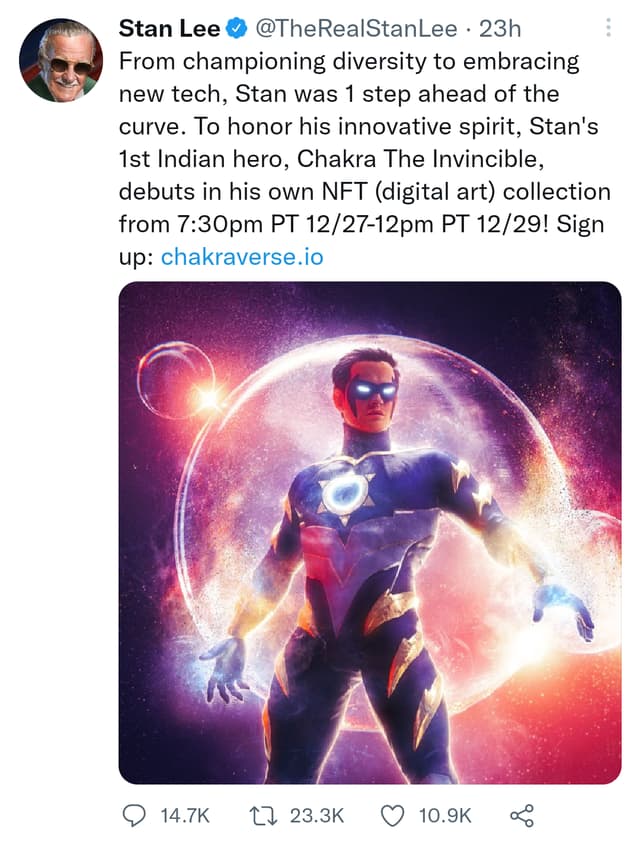 Stan Lee @TheRealStanLee · 23h
From championing diversity to embracing
new tech, Stan was 1 step ahead of the
curve. To honor his innovative spirit, Stan's
1st Indian hero, Chakra The Invincible,
debuts in his own NFT (digital art) collection
from 7:30pm PT 12/27-12pm PT 12/29! Sign
up: chakraverse.io
14.7K 23.3K 10.9K